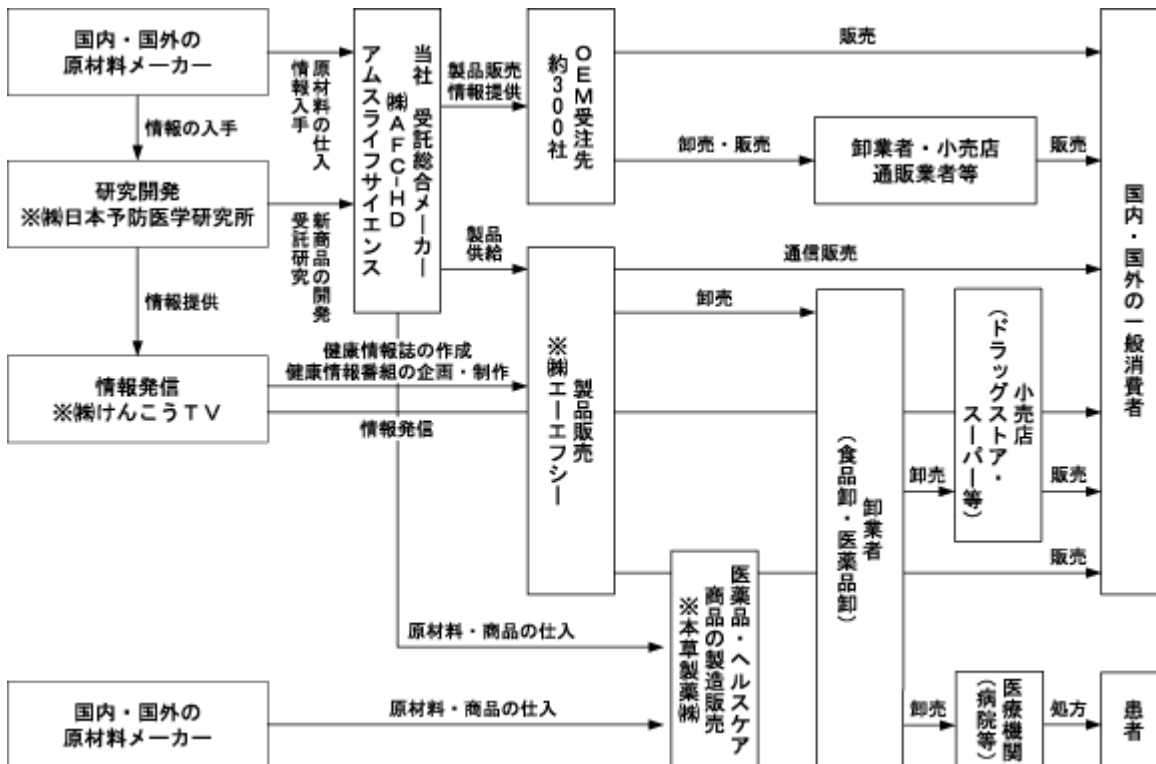 国内・国外の
原材料メーカー
情報の入手
研究開発
※㈱日本予防医学研究所
情報提供
情報発信
※㈱けんこうTV
国内・国外の
原材料メーカー
原材料の仕入
情報入手
新商品の開発
受託研究
当社 受託総合メーカー
㈱AFC-HD
アムスライフサイエンス
製品販売
情報提供
製品
供給
健康情報誌の作成
健康情報番組の企画・制作
情報発信
原材料・商品の仕入
原材料・商品の仕入
OEM受注先
約300社
販売
卸売・販売
卸業者・小売店
通販業者等
販売
製品販売
※㈱エーエフシー
通信販売
卸売
医薬品・ヘルスケア
商品の製造販売
※本草製薬㈱
卸業者
(食品卸・医薬品卸)
卸売
小売店
(ドラッグストア・
スーパー等)
販売
販売
卸売
医療機関
(病院等)
処方
国内・国外の一般消費者
患者